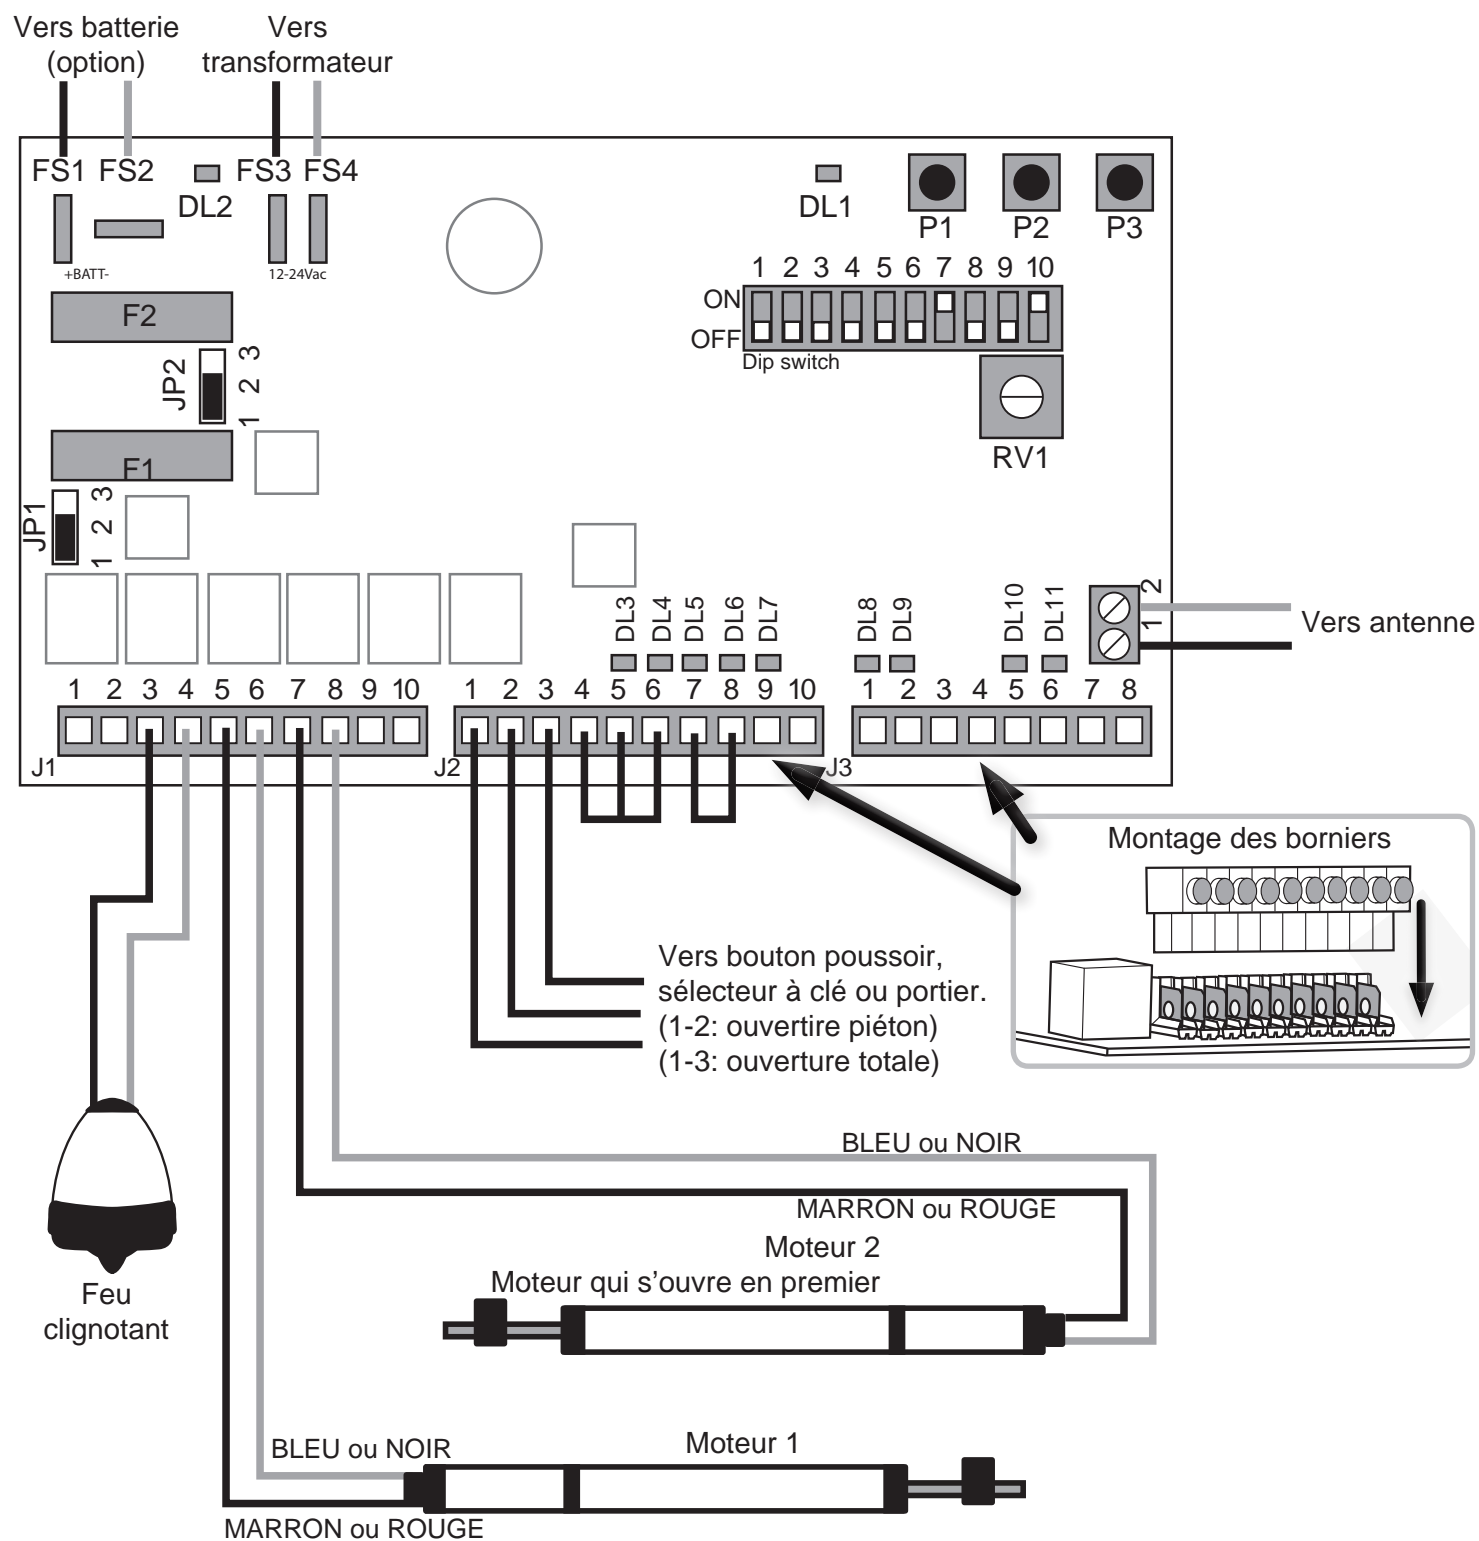 Vers batterie
(option)
Vers
transformateur
FS1 FS2
FS3 FS4
DL2
DL1
P1
P2
P3
+BATT-
12-24Vac
1 2 3 4 5 6 7 8 9 10
ON
OFF
Dip switch
F2
JP2
1 2 3
RV1
F1
JP1
1 2 3
DL3
DL4
DL5
DL6
DL7
DL8
DL9
DL10
DL11
1 2
Vers antenne
1 2 3 4 5 6 7 8 9 10
1 2 3 4 5 6 7 8 9 10
1 2 3 4 5 6 7 8
J1
J2
J3
Montage des borniers
Vers bouton poussoir,
sélecteur à clé ou portier.
(1-2: ouvertire piéton)
(1-3: ouverture totale)
BLEU ou NOIR
MARRON ou ROUGE
Moteur 2
Moteur qui s’ouvre en premier
Feu
clignotant
BLEU ou NOIR
Moteur 1
MARRON ou ROUGE